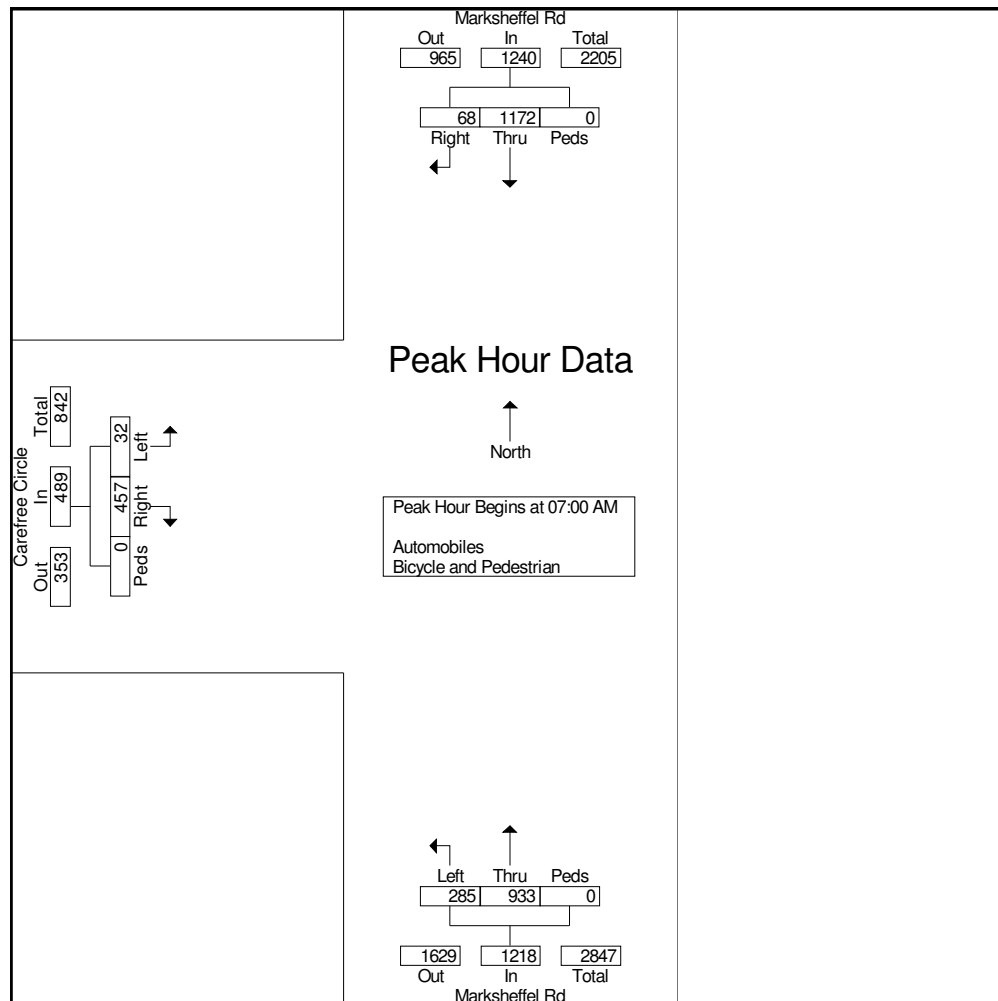 Marksheffel Rd
Out In Total
965 1240 2205
68 1172 0
Right Thru Peds
Peak Hour Data
North
Peak Hour Begins at 07:00 AM
Automobiles
Bicycle and Pedestrian
Carefree Circle
Out In Total
353 489 842
0 457 32
Peds Right Left
Left Thru Peds
285 933 0
1629 1218 2847
Out In Total
Marksheffel Rd